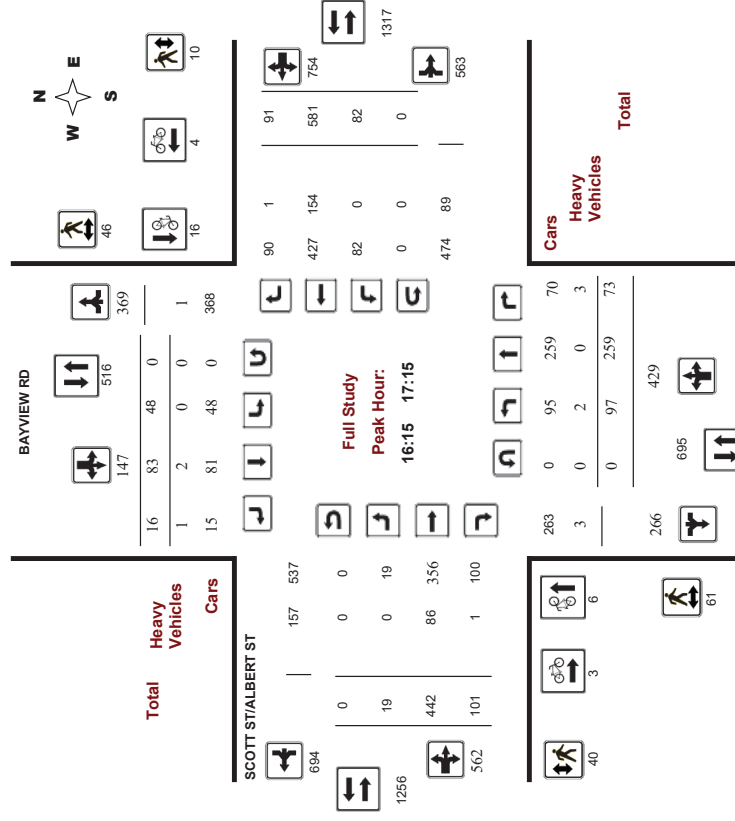 N
W E
S
10
4
46
16
BAYVIEW RD
369
516
147
1
368
0 0 0
48 0 48
83 2 81
16 1 15
Total
Heavy
Vehicles
Cars
1317
754
563
91 581 82 0
1 154 0 0 89
90 427 82 0 474
Full Study
Peak Hour:
16:15 17:15
SCOTT ST/ALBERT ST
537 0 19 356 100
157 0 0 86 1
0 19 442 101
694
1256
562
Cars
Heavy
Vehicles
Total
70 3 73
259 0 259
95 2 97
0 0 0
263 3
429
695
266
6
61
3
40